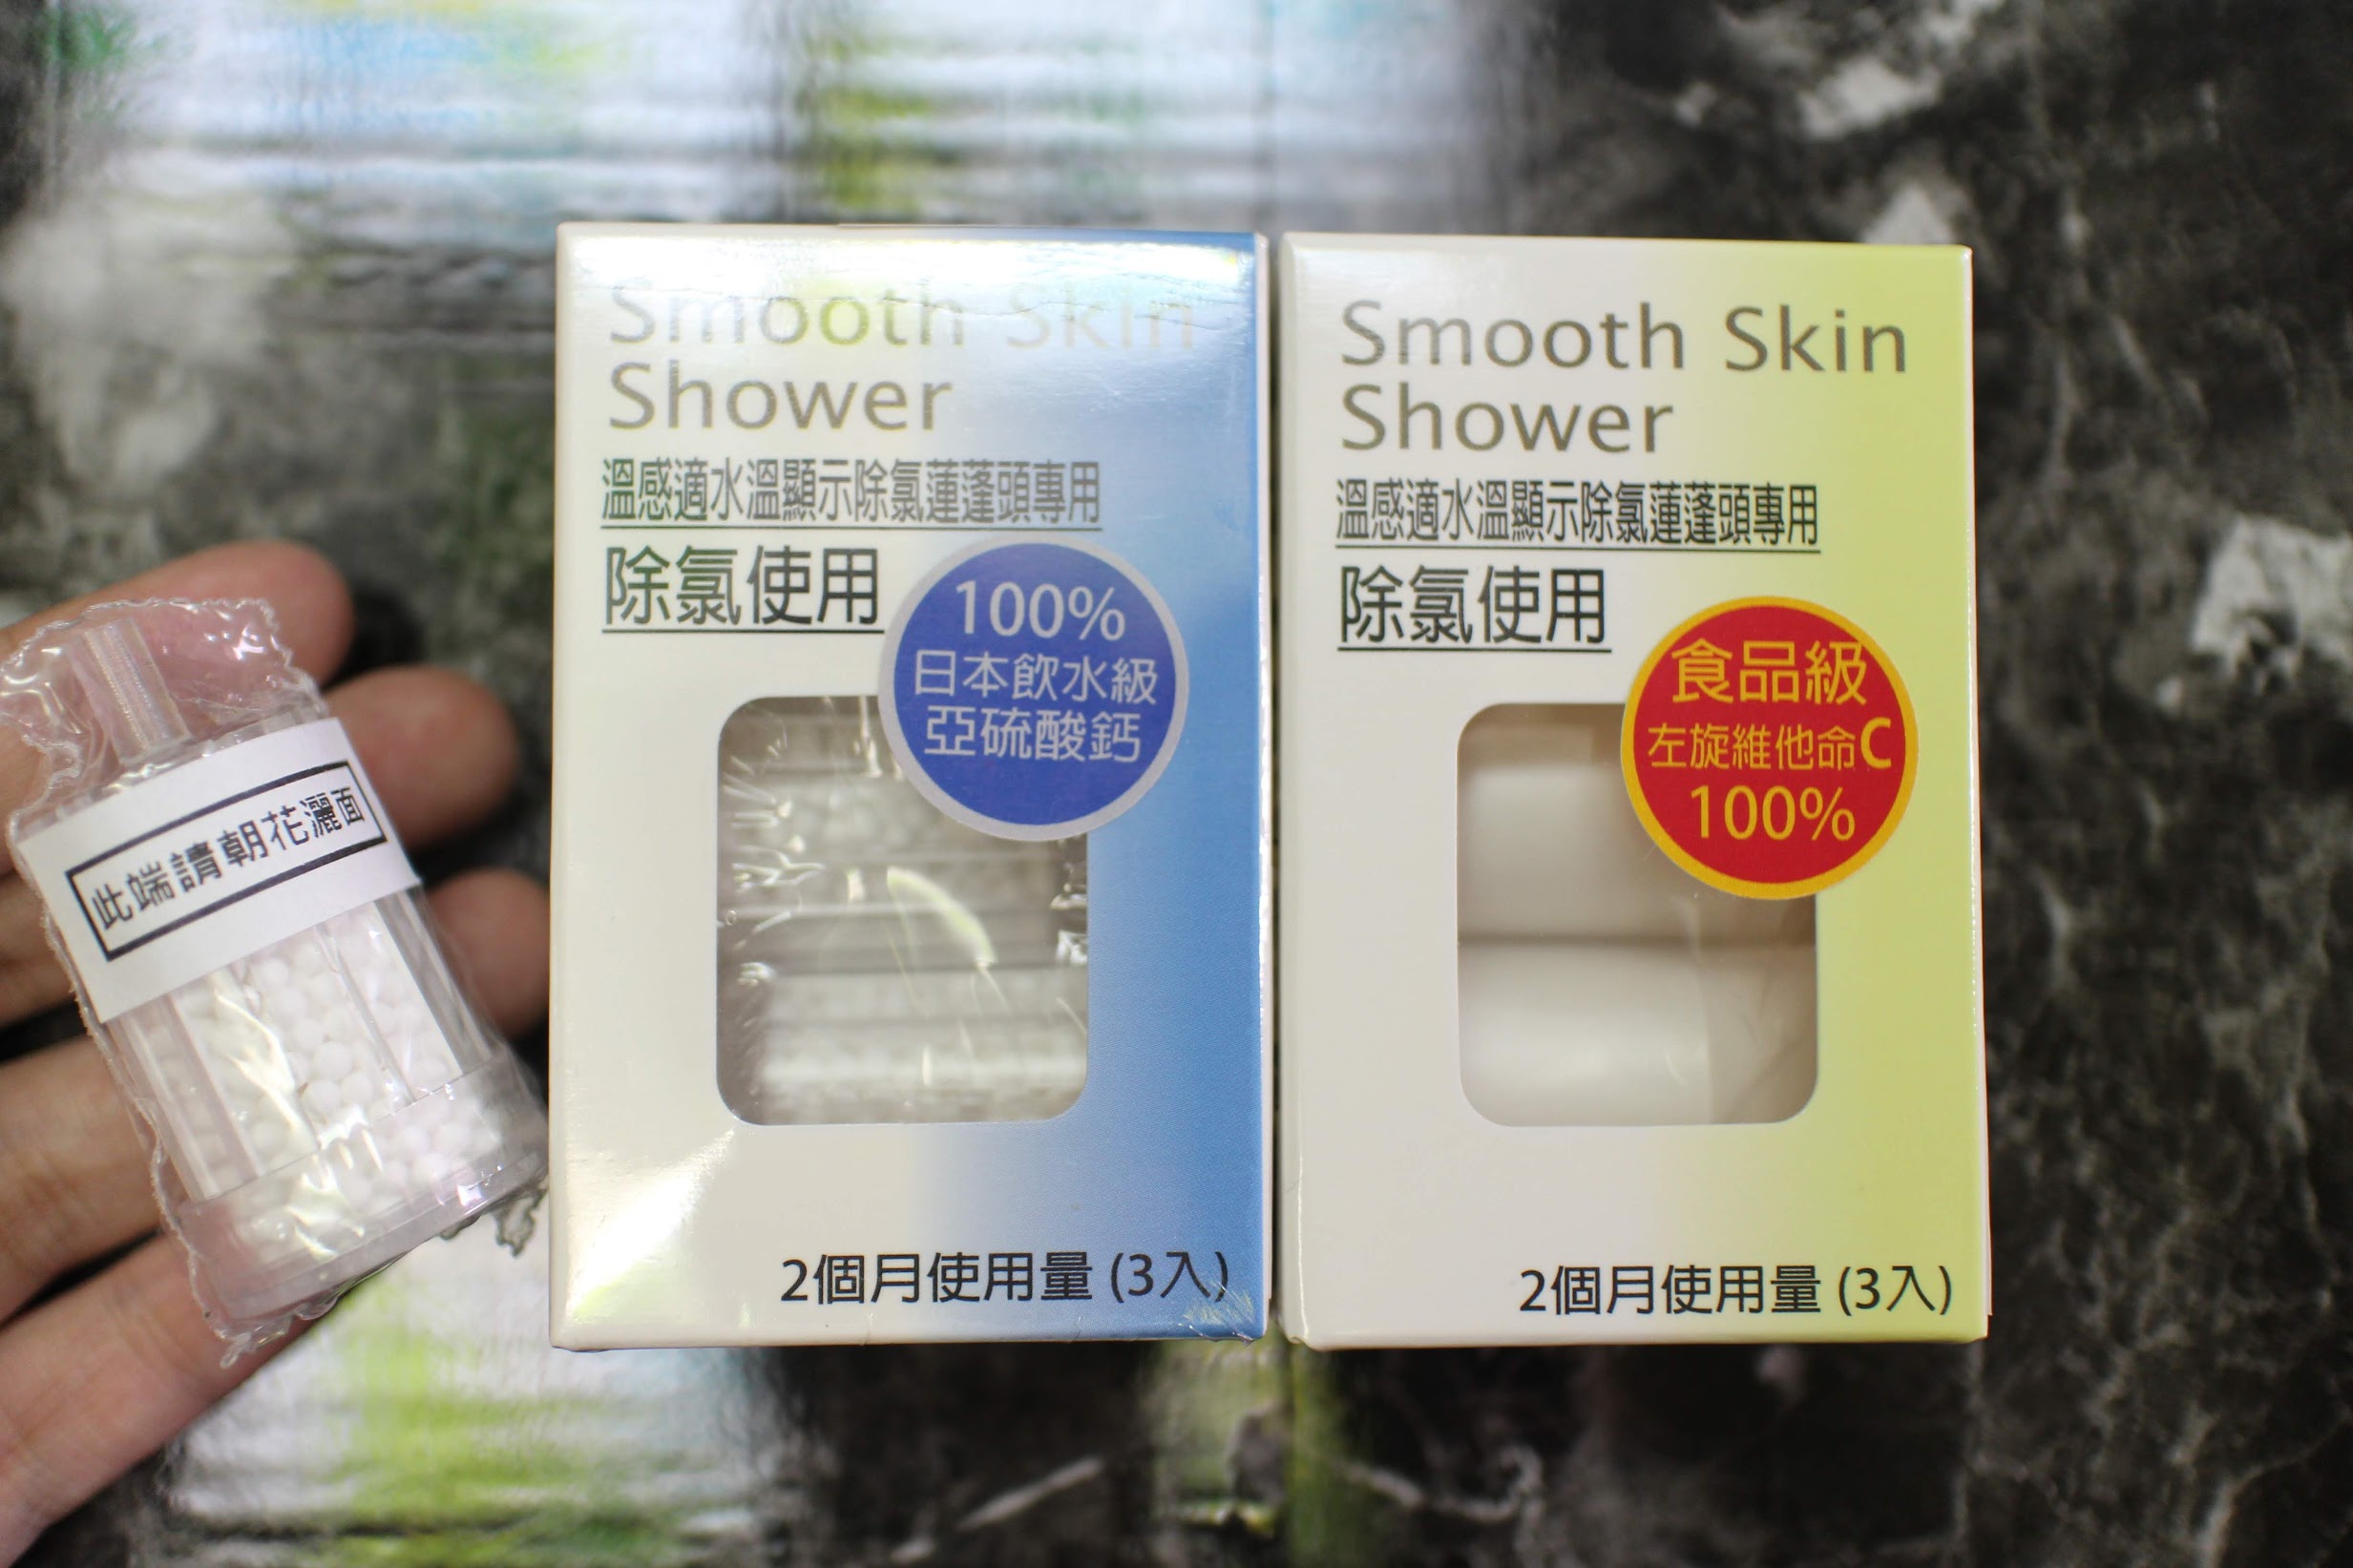 此端請朝花灑面
Smooth Skin
Shower
溫感適水溫顯示除氯蓮蓬頭專用
除氯使用
100%
日本飲水級
亞硫酸鈣
2個月使用量 (3入)
Smooth Skin
Shower
溫感適水溫顯示除氯蓮蓬頭專用
除氯使用
食品級
左旋維他命C
100%
2個月使用量 (3入)